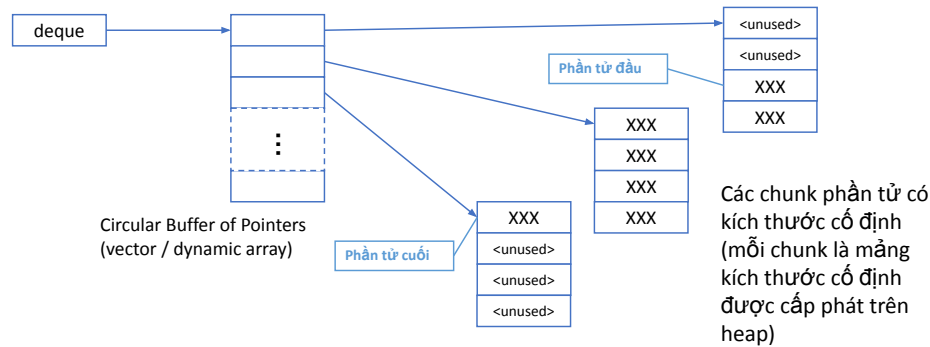 deque
<unused>
<unused>
XXX
XXX
Phần tử đầu
XXX
XXX
XXX
XXX
⋮
Circular Buffer of Pointers
(vector / dynamic array)
Phần tử cuối
XXX
<unused>
<unused>
<unused>
Các chunk phần tử có
kích thước cố định
(mỗi chunk là mảng
kích thước cố định
được cấp phát trên
heap)